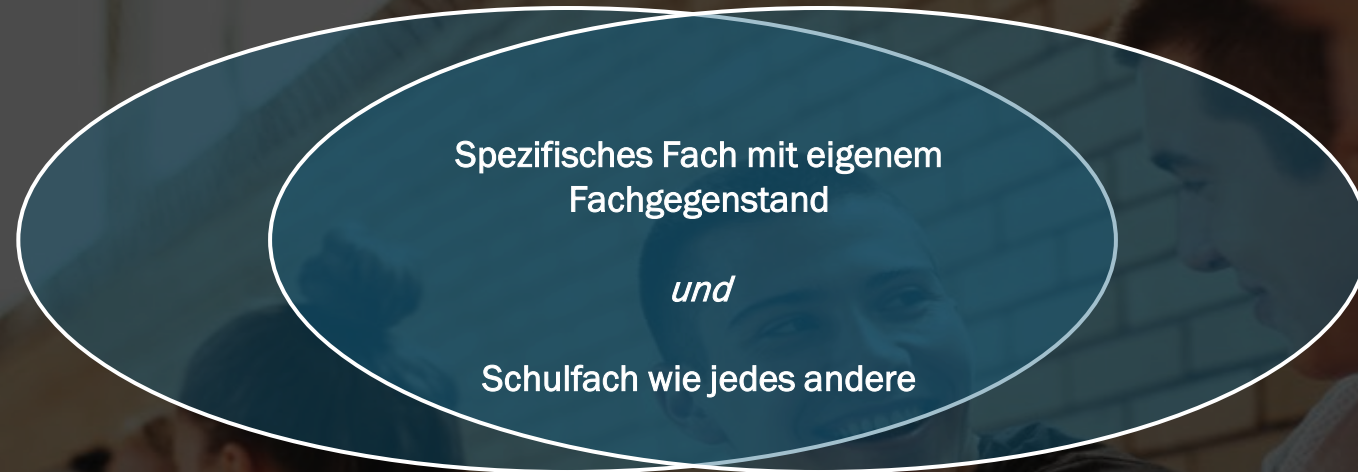 Spezifisches Fach mit eigenem
Fachgegenstand
und
Schulfach wie jedes andere